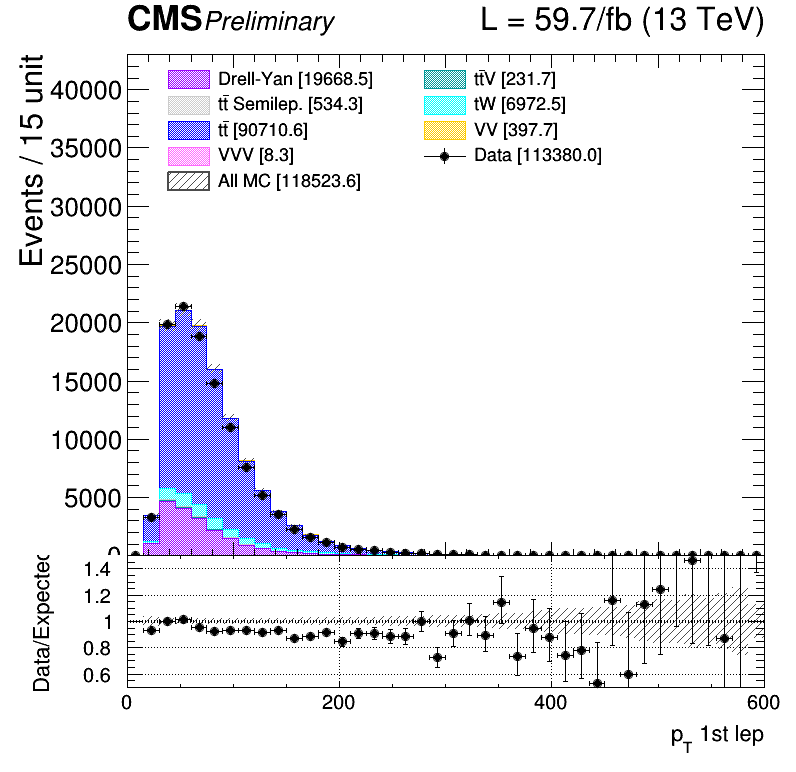 CMS Preliminary L = 59.7/fb (13 TeV)
Events / 15 unit
40000
35000
30000
25000
20000
15000
10000
5000
0
Drell-Yan [19668.5]
tt̄ Semilep. [534.3]
tt̄ [90710.6]
VVV [8.3]
All MC [118523.6]
tt̄V [231.7]
tW [6972.5]
VV [397.7]
Data [113380.0]
Data/Expected
1.4
1.2
1
0.8
0.6
0 200 400 600
p_T 1st lep